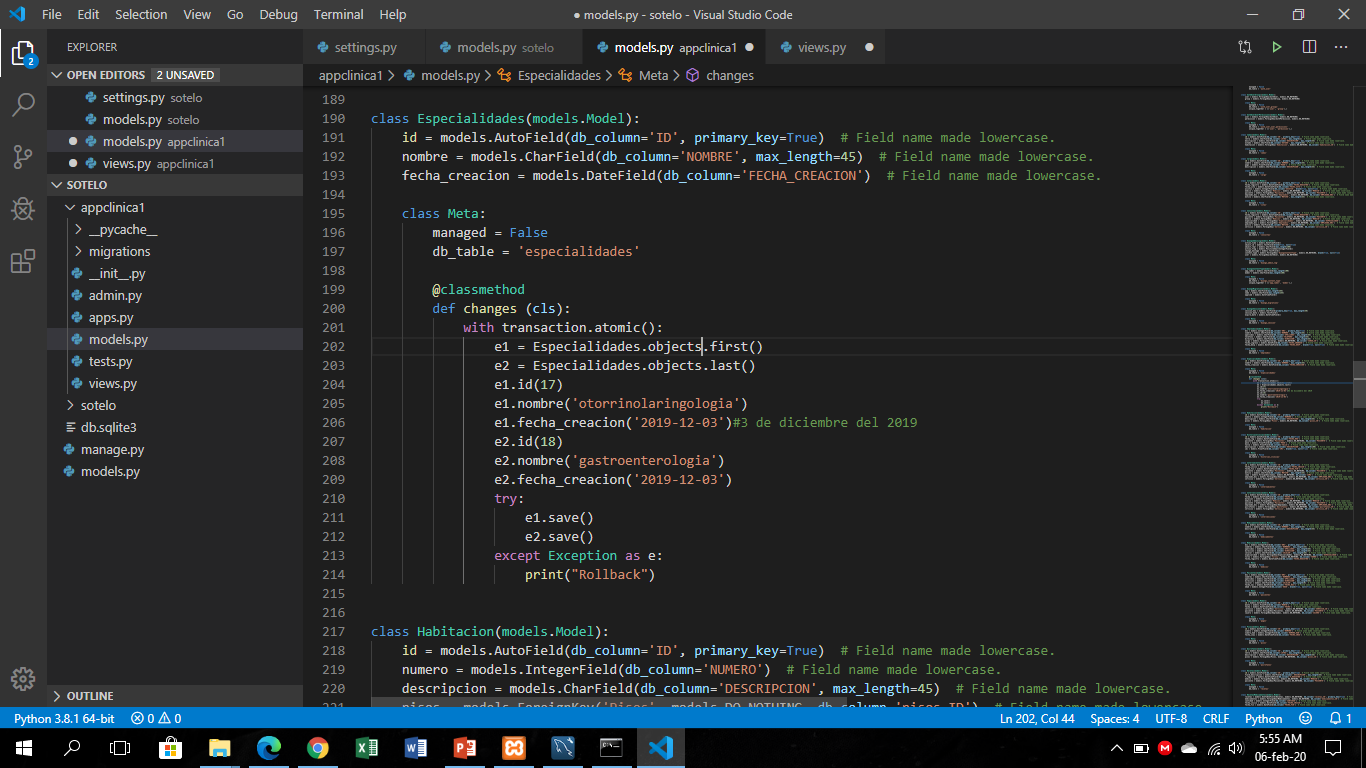 File Edit Selection View Go Debug Terminal Help
● models.py - sotelo - Visual Studio Code
EXPLORER
OPEN EDITORS 2 UNSAVED
settings.py sotelo
models.py sotelo
models.py appclinica1
views.py appclinica1
SOTELO
appclinica1
__pycache__
migrations
__init__.py
admin.py
apps.py
models.py
tests.py
views.py
sotelo
db.sqlite3
manage.py
models.py
OUTLINE
2
settings.py models.py sotelo models.py appclinica1 ● views.py ●
appclinica1 > models.py > Especialidades > Meta > changes
189
190 class Especialidades(models.Model):
191 id = models.AutoField(db_column='ID', primary_key=True) # Field name made lowercase.
192 nombre = models.CharField(db_column='NOMBRE', max_length=45) # Field name made lowercase.
193 fecha_creacion = models.DateField(db_column='FECHA_CREACION') # Field name made lowercase.
194
195 class Meta:
196 managed = False
197 db_table = 'especialidades'
198
199 @classmethod
200 def changes (cls):
201 with transaction.atomic():
202 e1 = Especialidades.objects.first()
203 e2 = Especialidades.objects.last()
204 e1.id(17)
205 e1.nombre('otorrinolaringologia')
206 e1.fecha_creacion('2019-12-03')#3 de diciembre del 2019
207 e2.id(18)
208 e2.nombre('gastroenterologia')
209 e2.fecha_creacion('2019-12-03')
210 try:
211 e1.save()
212 e2.save()
213 except Exception as e:
214 print("Rollback")
215
216
217 class Habitacion(models.Model):
218 id = models.AutoField(db_column='ID', primary_key=True) # Field name made lowercase.
219 numero = models.IntegerField(db_column='NUMERO') # Field name made lowercase.
220 descripcion = models.CharField(db_column='DESCRIPCION', max_length=45) # Field name made lowercase.
Python 3.8.1 64-bit 0 0 Ln 202, Col 44 Spaces: 4 UTF-8 CRLF Python 1
5:55 AM
06-feb-20